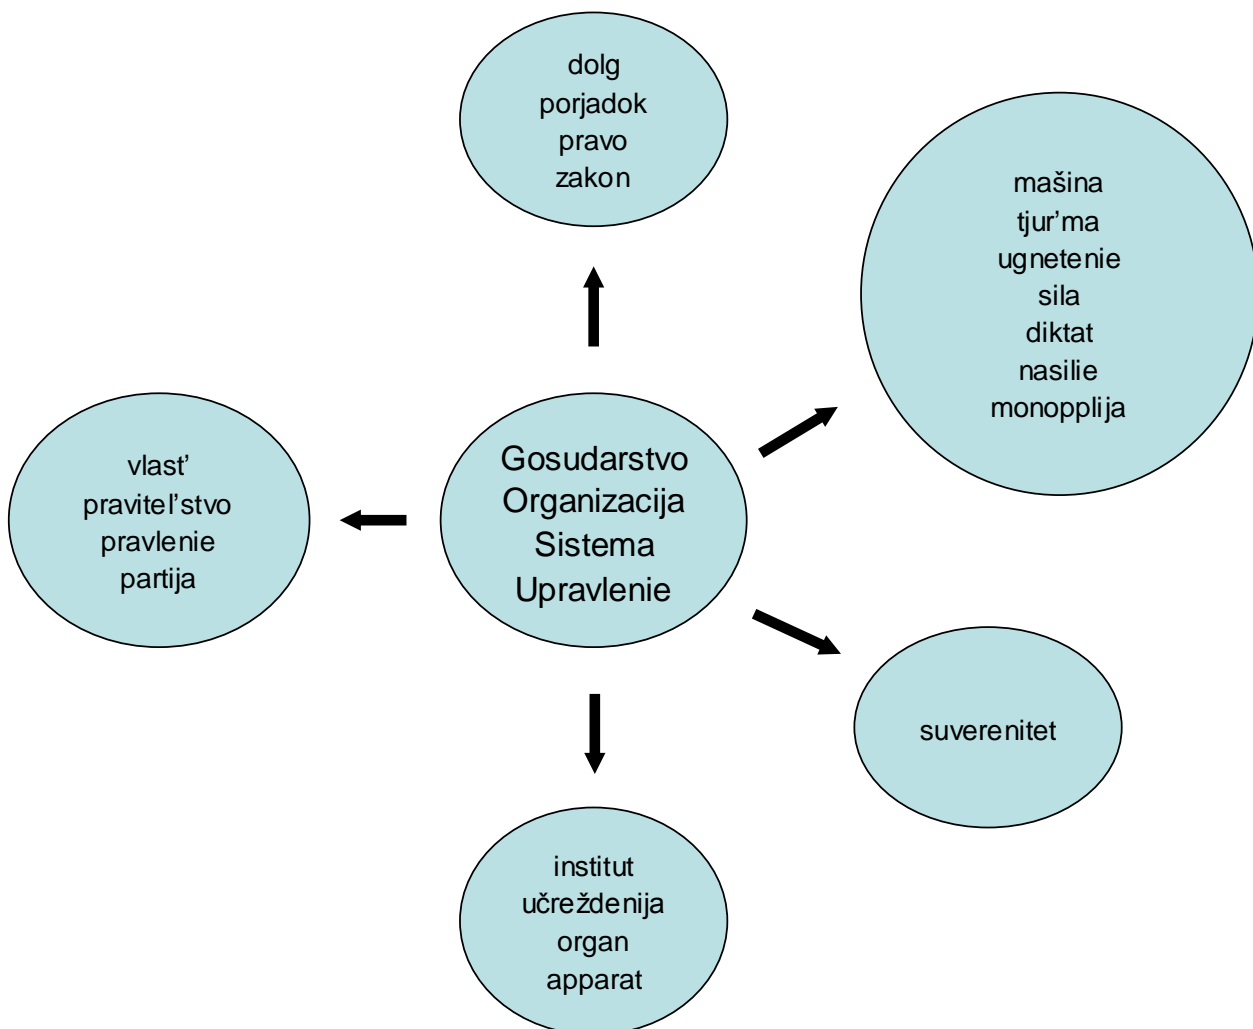 dolg
porjadok
pravo
zakon
mašina
tjur’ma
ugnetenie
sila
diktat
nasilie
monopplija
vlast’
pravitel’stvo
pravlenie
partija
Gosudarstvo
Organizacija
Sistema
Upravlenie
suverenitet
institut
učreždenija
organ
apparat